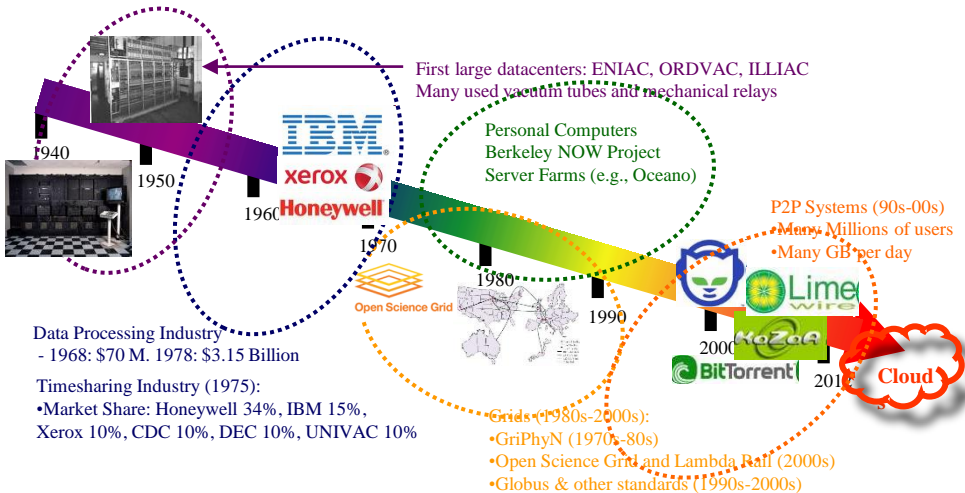 First large datacenters: ENIAC, ORDVAC, ILLIAC
Many used vacuum tubes and mechanical relays
1940
1950
1960
1970
1980
1990
2000
201
IBM
xerox
Honeywell
Personal Computers
Berkeley NOW Project
Server Farms (e.g., Oceano)
P2P Systems (90s-00s)
•Many Millions of users
•Many GB per day
Open Science Grid
Lime
wire
KaZaA
BitTorrent
Cloud
s
Data Processing Industry
- 1968: $70 M. 1978: $3.15 Billion
Timesharing Industry (1975):
•Market Share: Honeywell 34%, IBM 15%,
Xerox 10%, CDC 10%, DEC 10%, UNIVAC 10%
Grids (1980s-2000s):
•GriPhyN (1970s-80s)
•Open Science Grid and Lambda Rail (2000s)
•Globus & other standards (1990s-2000s)